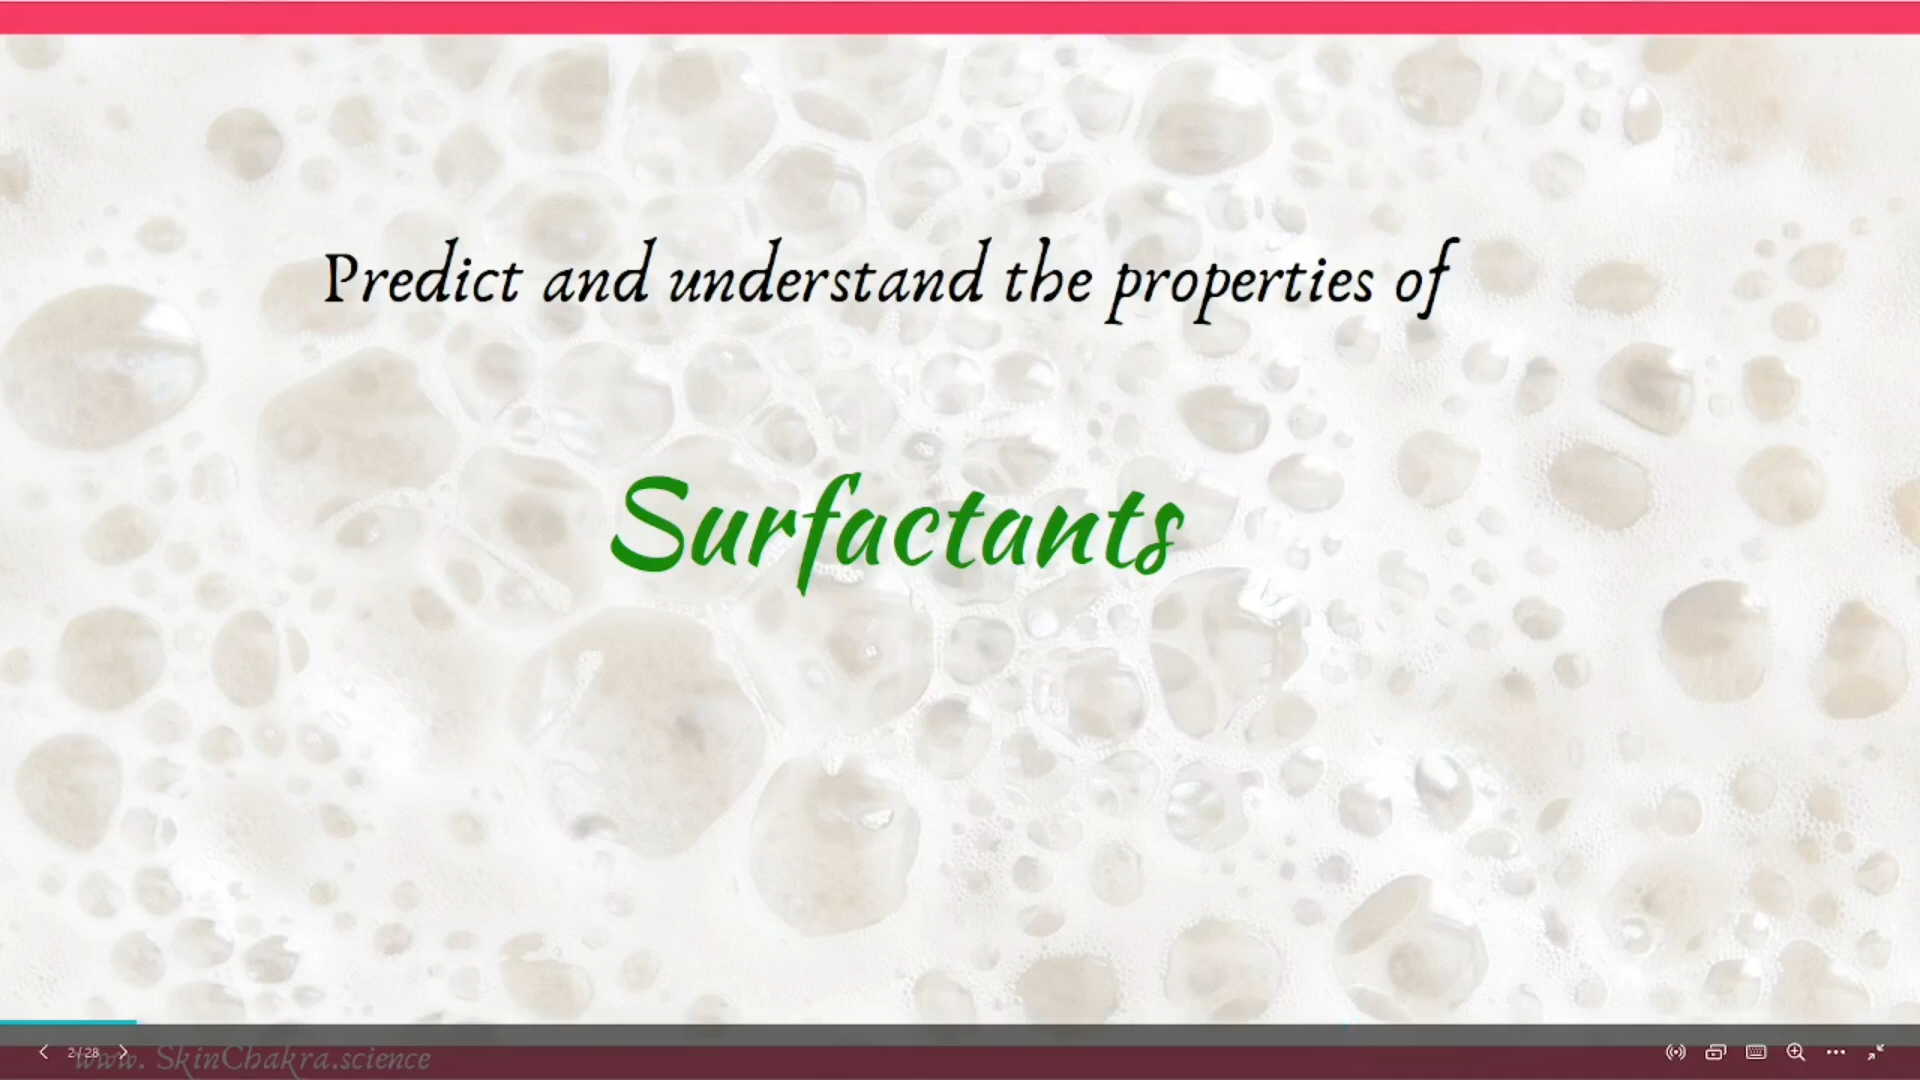 Predict and understand the properties of
Surfactants
2/28
www. SkinChakra.science